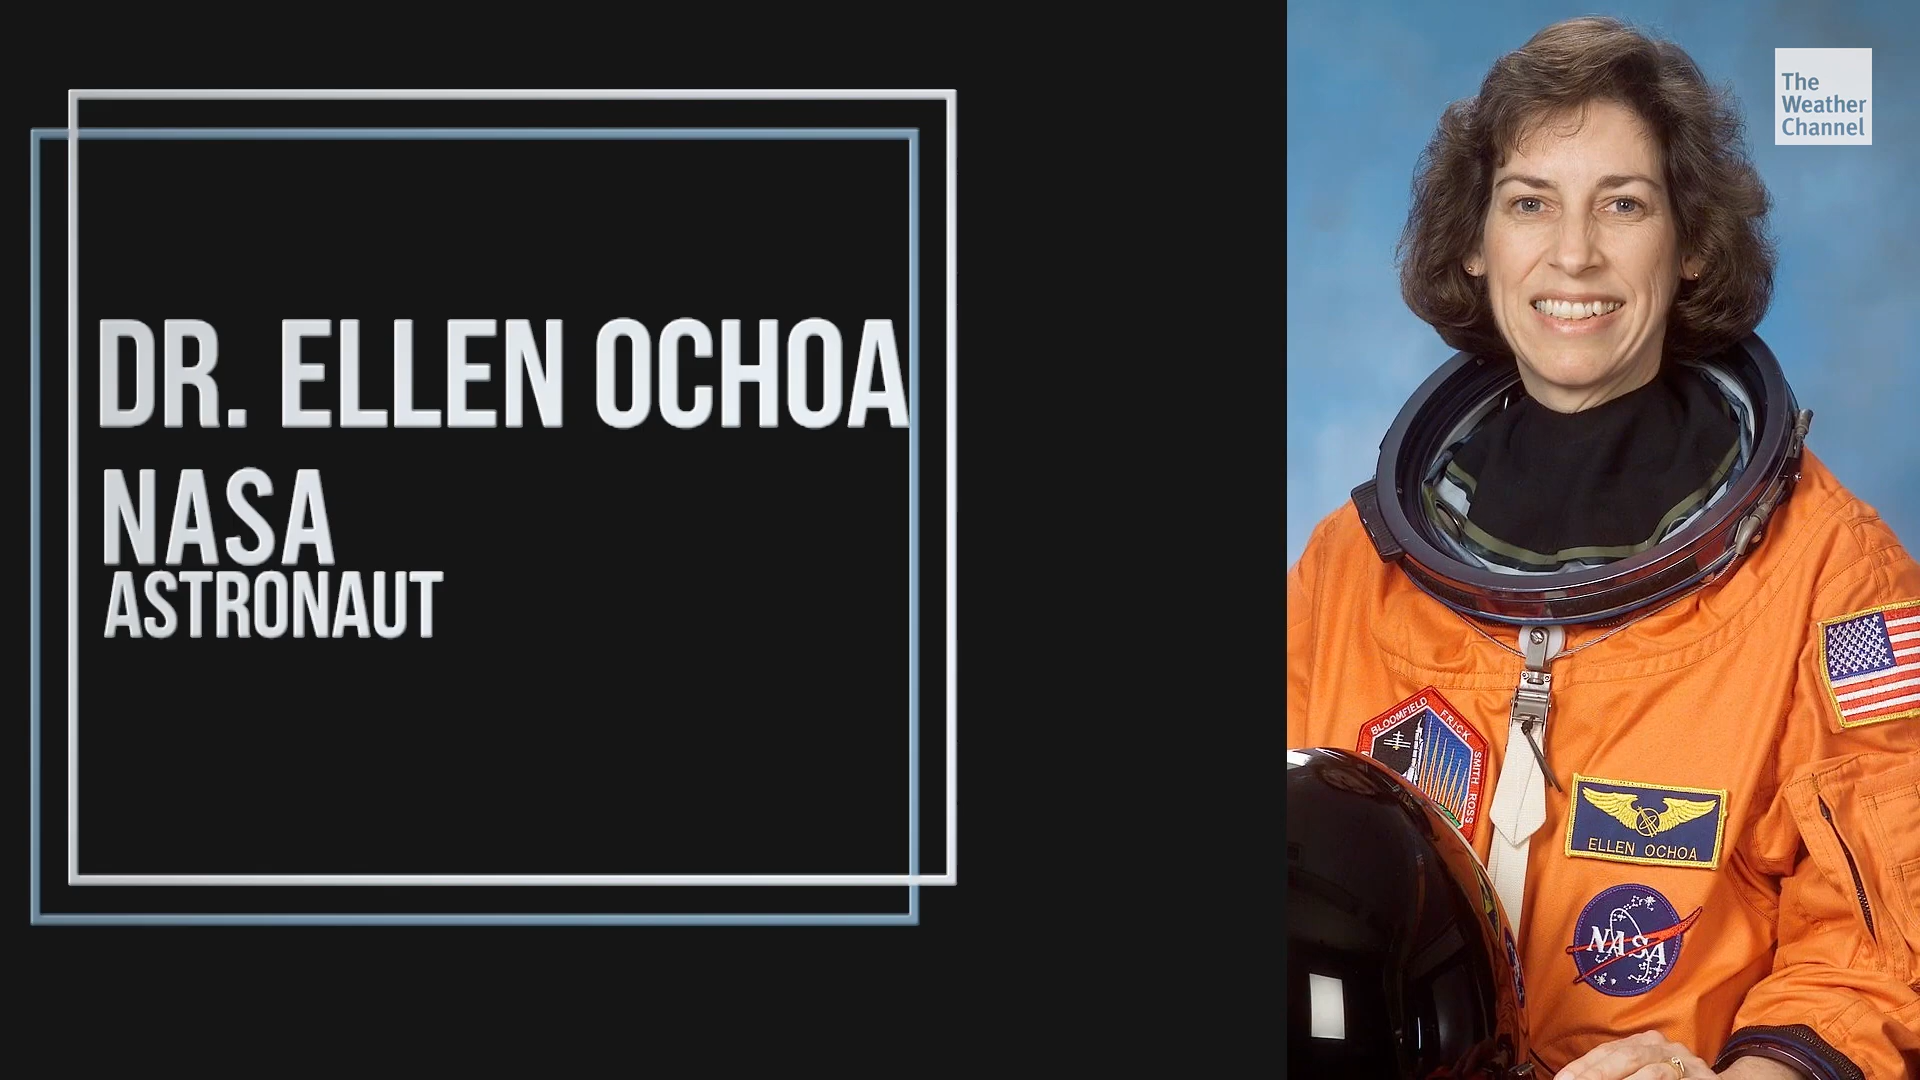 DR. ELLEN OCHOA
NASA
ASTRONAUT
The
Weather
Channel
BLOOMFIELD FRICK SMITH ROSS
ELLEN OCHOA
NASA